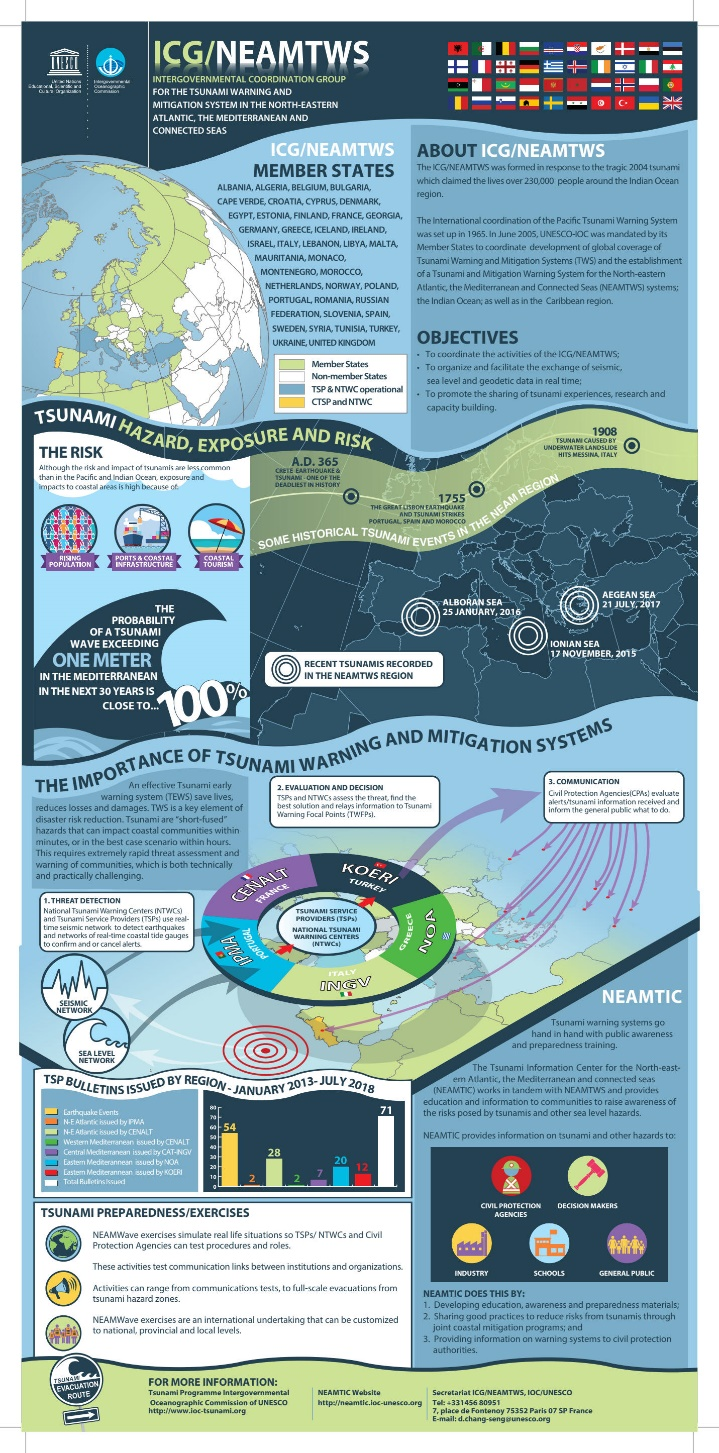 UNESCO
United Nations
Educational, Scientific and
Cultural Organization
Intergovernmental
Oceanographic
Commission
ICG/NEAMTWS
INTERGOVERNMENTAL COORDINATION GROUP
FOR THE TSUNAMI WARNING AND
MITIGATION SYSTEM IN THE NORTH-EASTERN
ATLANTIC, THE MEDITERRANEAN AND
CONNECTED SEAS
ICG/NEAMTWS
MEMBER STATES
ALBANIA, ALGERIA, BELGIUM, BULGARIA,
CAPE VERDE, CROATIA, CYPRUS, DENMARK,
EGYPT, ESTONIA, FINLAND, FRANCE, GEORGIA,
GERMANY, GREECE, ICELAND, IRELAND,
ISRAEL, ITALY, LEBANON, LIBYA, MALTA,
MAURITANIA, MONACO,
MONTENEGRO, MOROCCO,
NETHERLANDS, NORWAY, POLAND,
PORTUGAL, ROMANIA, RUSSIAN
FEDERATION, SLOVENIA, SPAIN,
SWEDEN, SYRIA, TUNISIA, TURKEY,
UKRAINE, UNITED KINGDOM
Member States
Non-member States
TSP & NTWC operational
CTSP and NTWC
ABOUT ICG/NEAMTWS
The ICG/NEAMTWS was formed in response to the tragic 2004 tsunami
which claimed the lives over 230,000 people around the Indian Ocean
region.
The International coordination of the Pacific Tsunami Warning System
was set up in 1965. In June 2005, UNESCO-IOC was mandated by its
Member States to coordinate development of global coverage of
Tsunami Warning and Mitigation Systems (TWS) and the establishment
of a Tsunami and Mitigation Warning System for the North-eastern
Atlantic, the Mediterranean and Connected Seas (NEAMTWS) systems;
the Indian Ocean; as well as in the Caribbean region.
OBJECTIVES
• To coordinate the activities of the ICG/NEAMTWS;
• To organize and facilitate the exchange of seismic,
sea level and geodetic data in real time;
• To promote the sharing of tsunami experiences, research and
capacity building.
TSUNAMI HAZARD, EXPOSURE AND RISK
THE RISK
Although the risk and impact of tsunamis are less common
than in the Pacific and Indian Ocean, exposure and
impacts to coastal areas is high because of:
RISING
POPULATION
PORTS & COASTAL
INFRASTRUCTURE
COASTAL
TOURISM
THE
PROBABILITY
OF A TSUNAMI
WAVE EXCEEDING
ONE METER
IN THE MEDITERRANEAN
IN THE NEXT 30 YEARS IS
CLOSE TO... 100%
A.D. 365
CRETE EARTHQUAKE &
TSUNAMI - ONE OF THE
DEADLIEST IN HISTORY
1755
THE GREAT LISBON EARTHQUAKE
AND TSUNAMI STRIKES
PORTUGAL, SPAIN AND MOROCCO
1908
TSUNAMI CAUSED BY
UNDERWATER LANDSLIDE
HITS MESSINA, ITALY
SOME HISTORICAL TSUNAMI EVENTS IN THE NEAM REGION
ALBORAN SEA
25 JANUARY, 2016
AEGEAN SEA
21 JULY, 2017
IONIAN SEA
17 NOVEMBER, 2015
RECENT TSUNAMIS RECORDED
IN THE NEAMTWS REGION
THE IMPORTANCE OF TSUNAMI WARNING AND MITIGATION SYSTEMS
An effective Tsunami early
warning system (TEWS) save lives,
reduces losses and damages. TWS is a key element of
disaster risk reduction. Tsunami are "short-fused"
hazards that can impact coastal communities within
minutes, or in the best case scenario within hours.
This requires extremely rapid threat assessment and
warning of communities, which is both technically
and practically challenging.
2. EVALUATION AND DECISION
TSPs and NTWCs assess the threat, find the
best solution and relays information to Tsunami
Warning Focal Points (TWFPs).
3. COMMUNICATION
Civil Protection Agencies(CPAs) evaluate
alerts/tsunami information received and
inform the general public what to do.
1. THREAT DETECTION
National Tsunami Warning Centers (NTWCs)
and Tsunami Service Providers (TSPs) use real-
time seismic network to detect earthquakes
and networks of real-time coastal tide gauges
to confirm and or cancel alerts.
CENALT
FRANCE
KOERI
TURKEY
NOA
GREECE
ITALY
INGV
IPMA
PORTUGAL
TSUNAMI SERVICE
PROVIDERS (TSPs)
NATIONAL TSUNAMI
WARNING CENTERS
(NTWCs)
SEISMIC
NETWORK
SEA LEVEL
NETWORK
NEAMTIC
Tsunami warning systems go
hand in hand with public awareness
and preparedness training.
The Tsunami Information Center for the North-east-
ern Atlantic, the Mediterranean and connected seas
(NEAMTIC) works in tandem with NEAMTWS and provides
education and information to communities to raise awareness of
the risks posed by tsunamis and other sea level hazards.
NEAMTIC provides information on tsunami and other hazards to:
CIVIL PROTECTION
AGENCIES
DECISION MAKERS
INDUSTRY
SCHOOLS
GENERAL PUBLIC
NEAMTIC DOES THIS BY:
1. Developing education, awareness and preparedness materials;
2. Sharing good practices to reduce risks from tsunamis through
joint coastal mitigation programs; and
3. Providing information on warning systems to civil protection
authorities.
TSP BULLETINS ISSUED BY REGION - JANUARY 2013- JULY 2018
Earthquake Events
N-E Atlantic issued by IPMA
N-E Atlantic issued by CENALT
Western Mediterranean issued by CENALT
Central Mediterranean issued by CAT-INGV
Eastern Mediterranean issued by NOA
Eastern Mediterannean issued by KOERI
Total Bulletins Issued
80
70
60
50
40
30
20
10
0
54
2
28
2
7
20
12
71
TSUNAMI PREPAREDNESS/EXERCISES
NEAMWave exercises simulate real life situations so TSPs/ NTWCs and Civil
Protection Agencies can test procedures and roles.
These activities test communication links between institutions and organizations.
Activities can range from communications tests, to full-scale evacuations from
tsunami hazard zones.
NEAMWave exercises are an international undertaking that can be customized
to national, provincial and local levels.
TSUNAMI
EVACUATION
ROUTE
FOR MORE INFORMATION:
Tsunami Programme Intergovernmental
Oceanographic Commission of UNESCO
http://www.ioc-tsunami.org
NEAMTIC Website
http://neamtic.ioc-unesco.org
Secretariat ICG/NEAMTWS, IOC/UNESCO
Tel: +331456 80951
7, place de Fontenoy 75352 Paris 07 SP France
E-mail: d.chang-seng@unesco.org